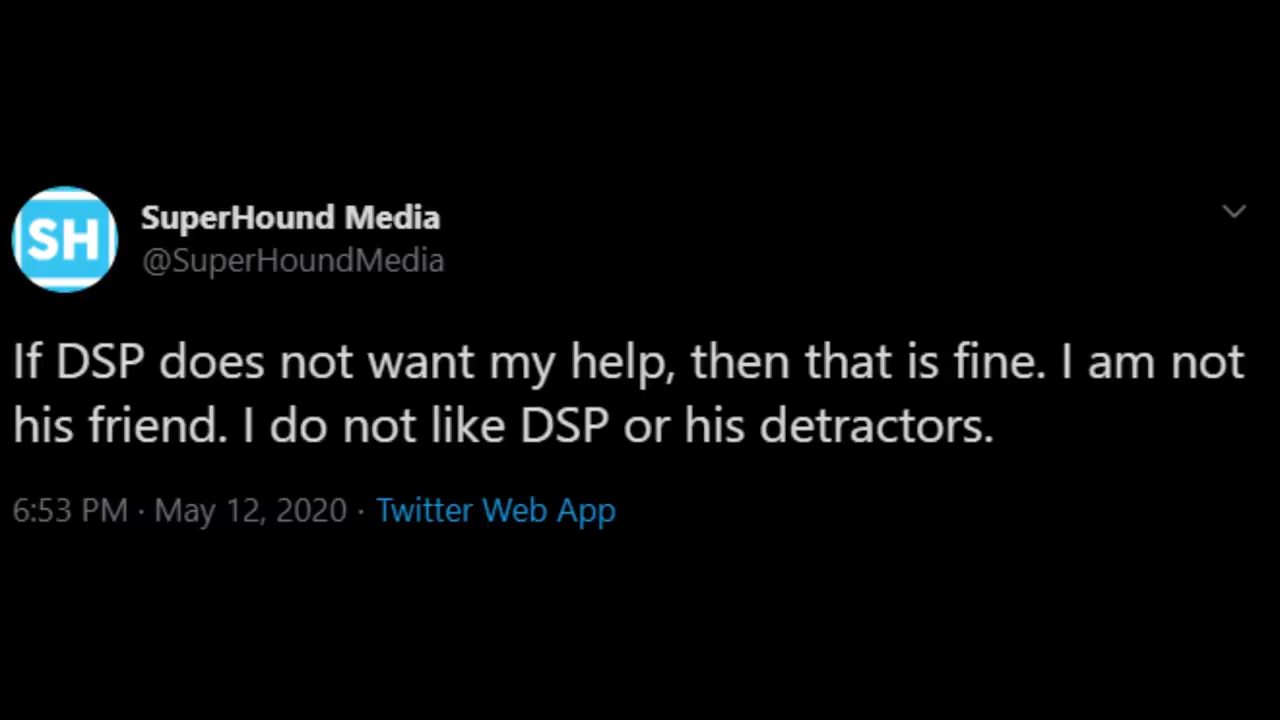 SH
SuperHound Media
@SuperHoundMedia
If DSP does not want my help, then that is fine. I am not
his friend. I do not like DSP or his detractors.
6:53 PM · May 12, 2020 · Twitter Web App